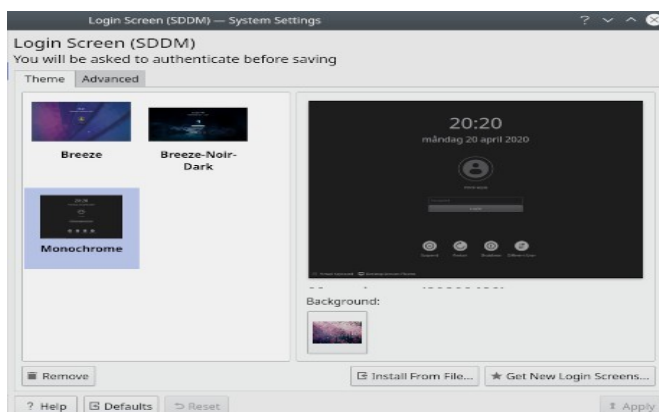 Login Screen (SDDM) — System Settings
Login Screen (SDDM)
You will be asked to authenticate before saving
Theme
Advanced
Breeze
Breeze-Noir-
Dark
Monochrome
20:20
måndag 20 april 2020
Background:
Remove
Install From File...
Get New Login Screens...
? Help
Defaults
Reset
Apply